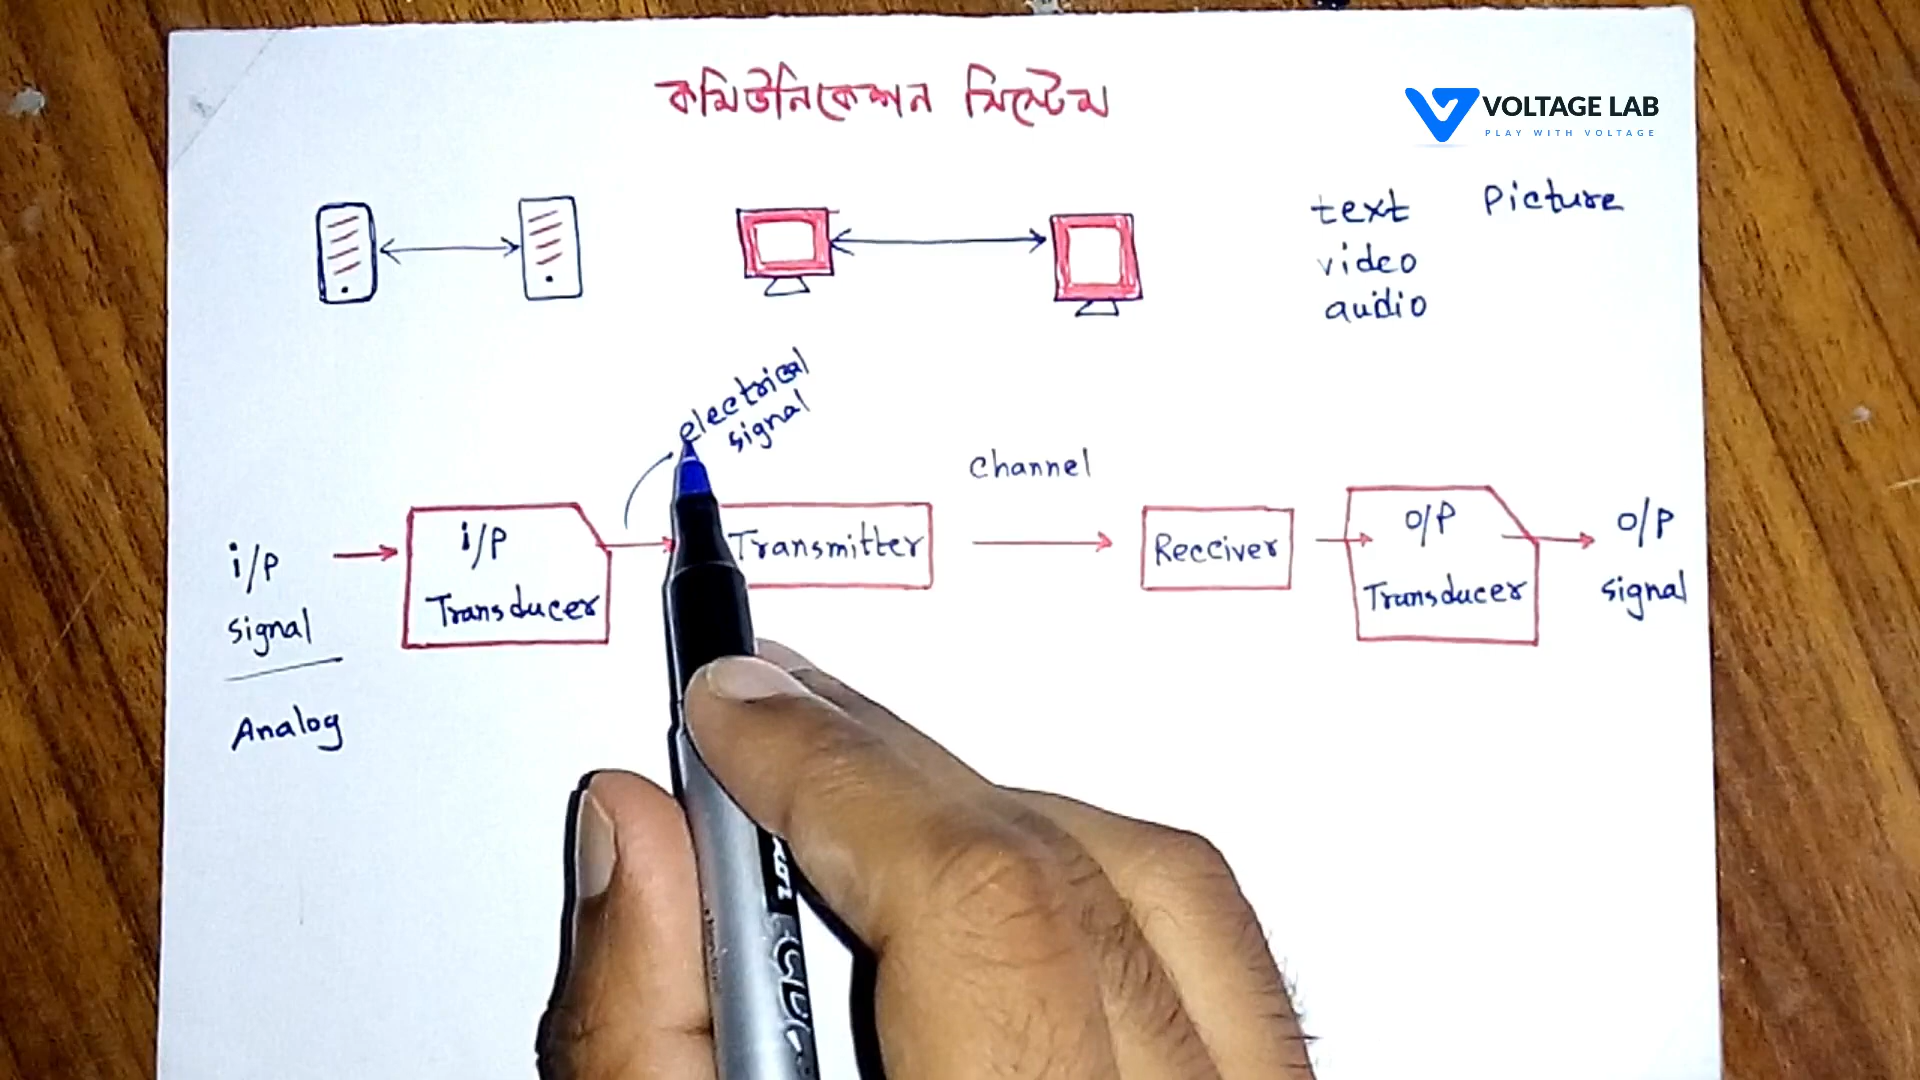 কমিউনিকেশন সিস্টেম
VOLTAGE LAB
PLAY WITH VOLTAGE
text Picture
video
audio
electrical
signal
Channel
i/P
signal
Analog
i/P
Transducer
Transmitter
Receiver
O/P
Transducer
O/P
signal